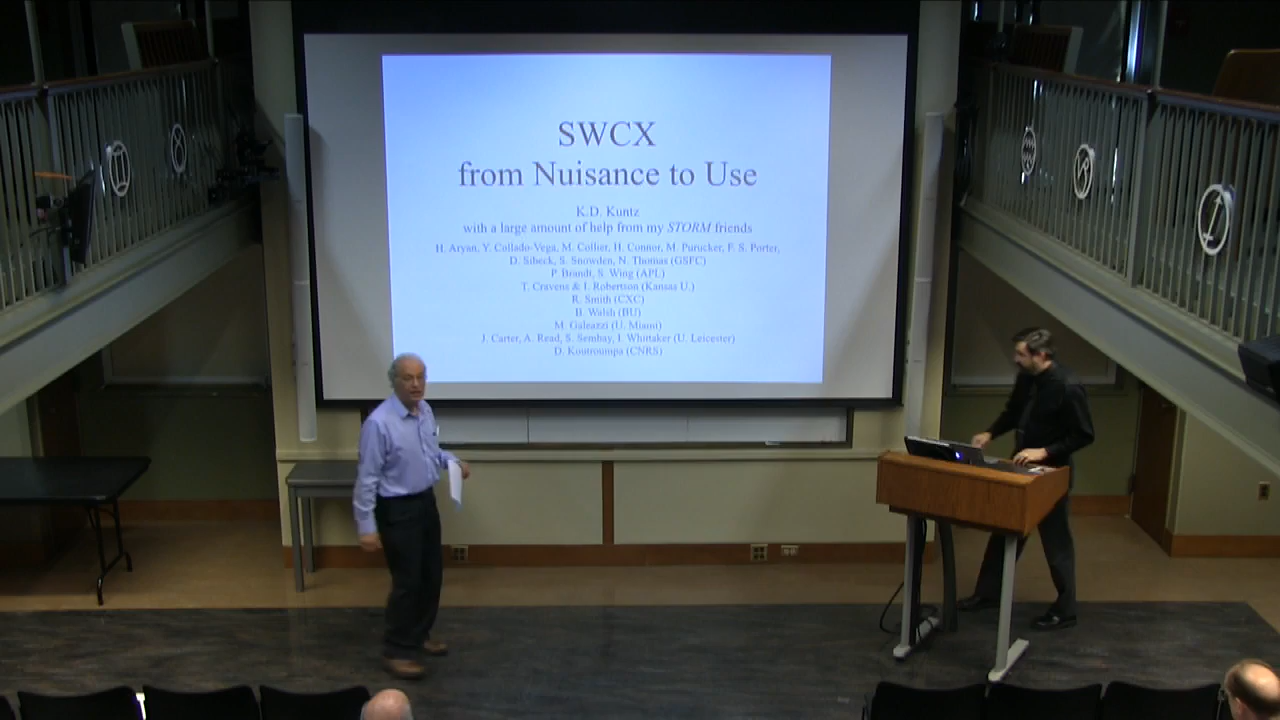 SWCX
from Nuisance to Use
K.D. Kuntz
with a large amount of help from my STORM friends
H. Aryan, Y. Collado-Vega, M. Collier, H. Connor, M. Purucker, F. S. Porter,
D. Sibeck, S. Snowden, N. Thomas (GSFC)
P. Brandt, S. Wing (APL)
T. Cravens & I. Robertson (Kansas U.)
R. Smith (CXC)
B. Walsh (BU)
M. Galeazzi (U. Miami)
J. Carter, A. Read, S. Sembay, I. Whittaker (U. Leicester)
D. Koutroumpa (CNRS)